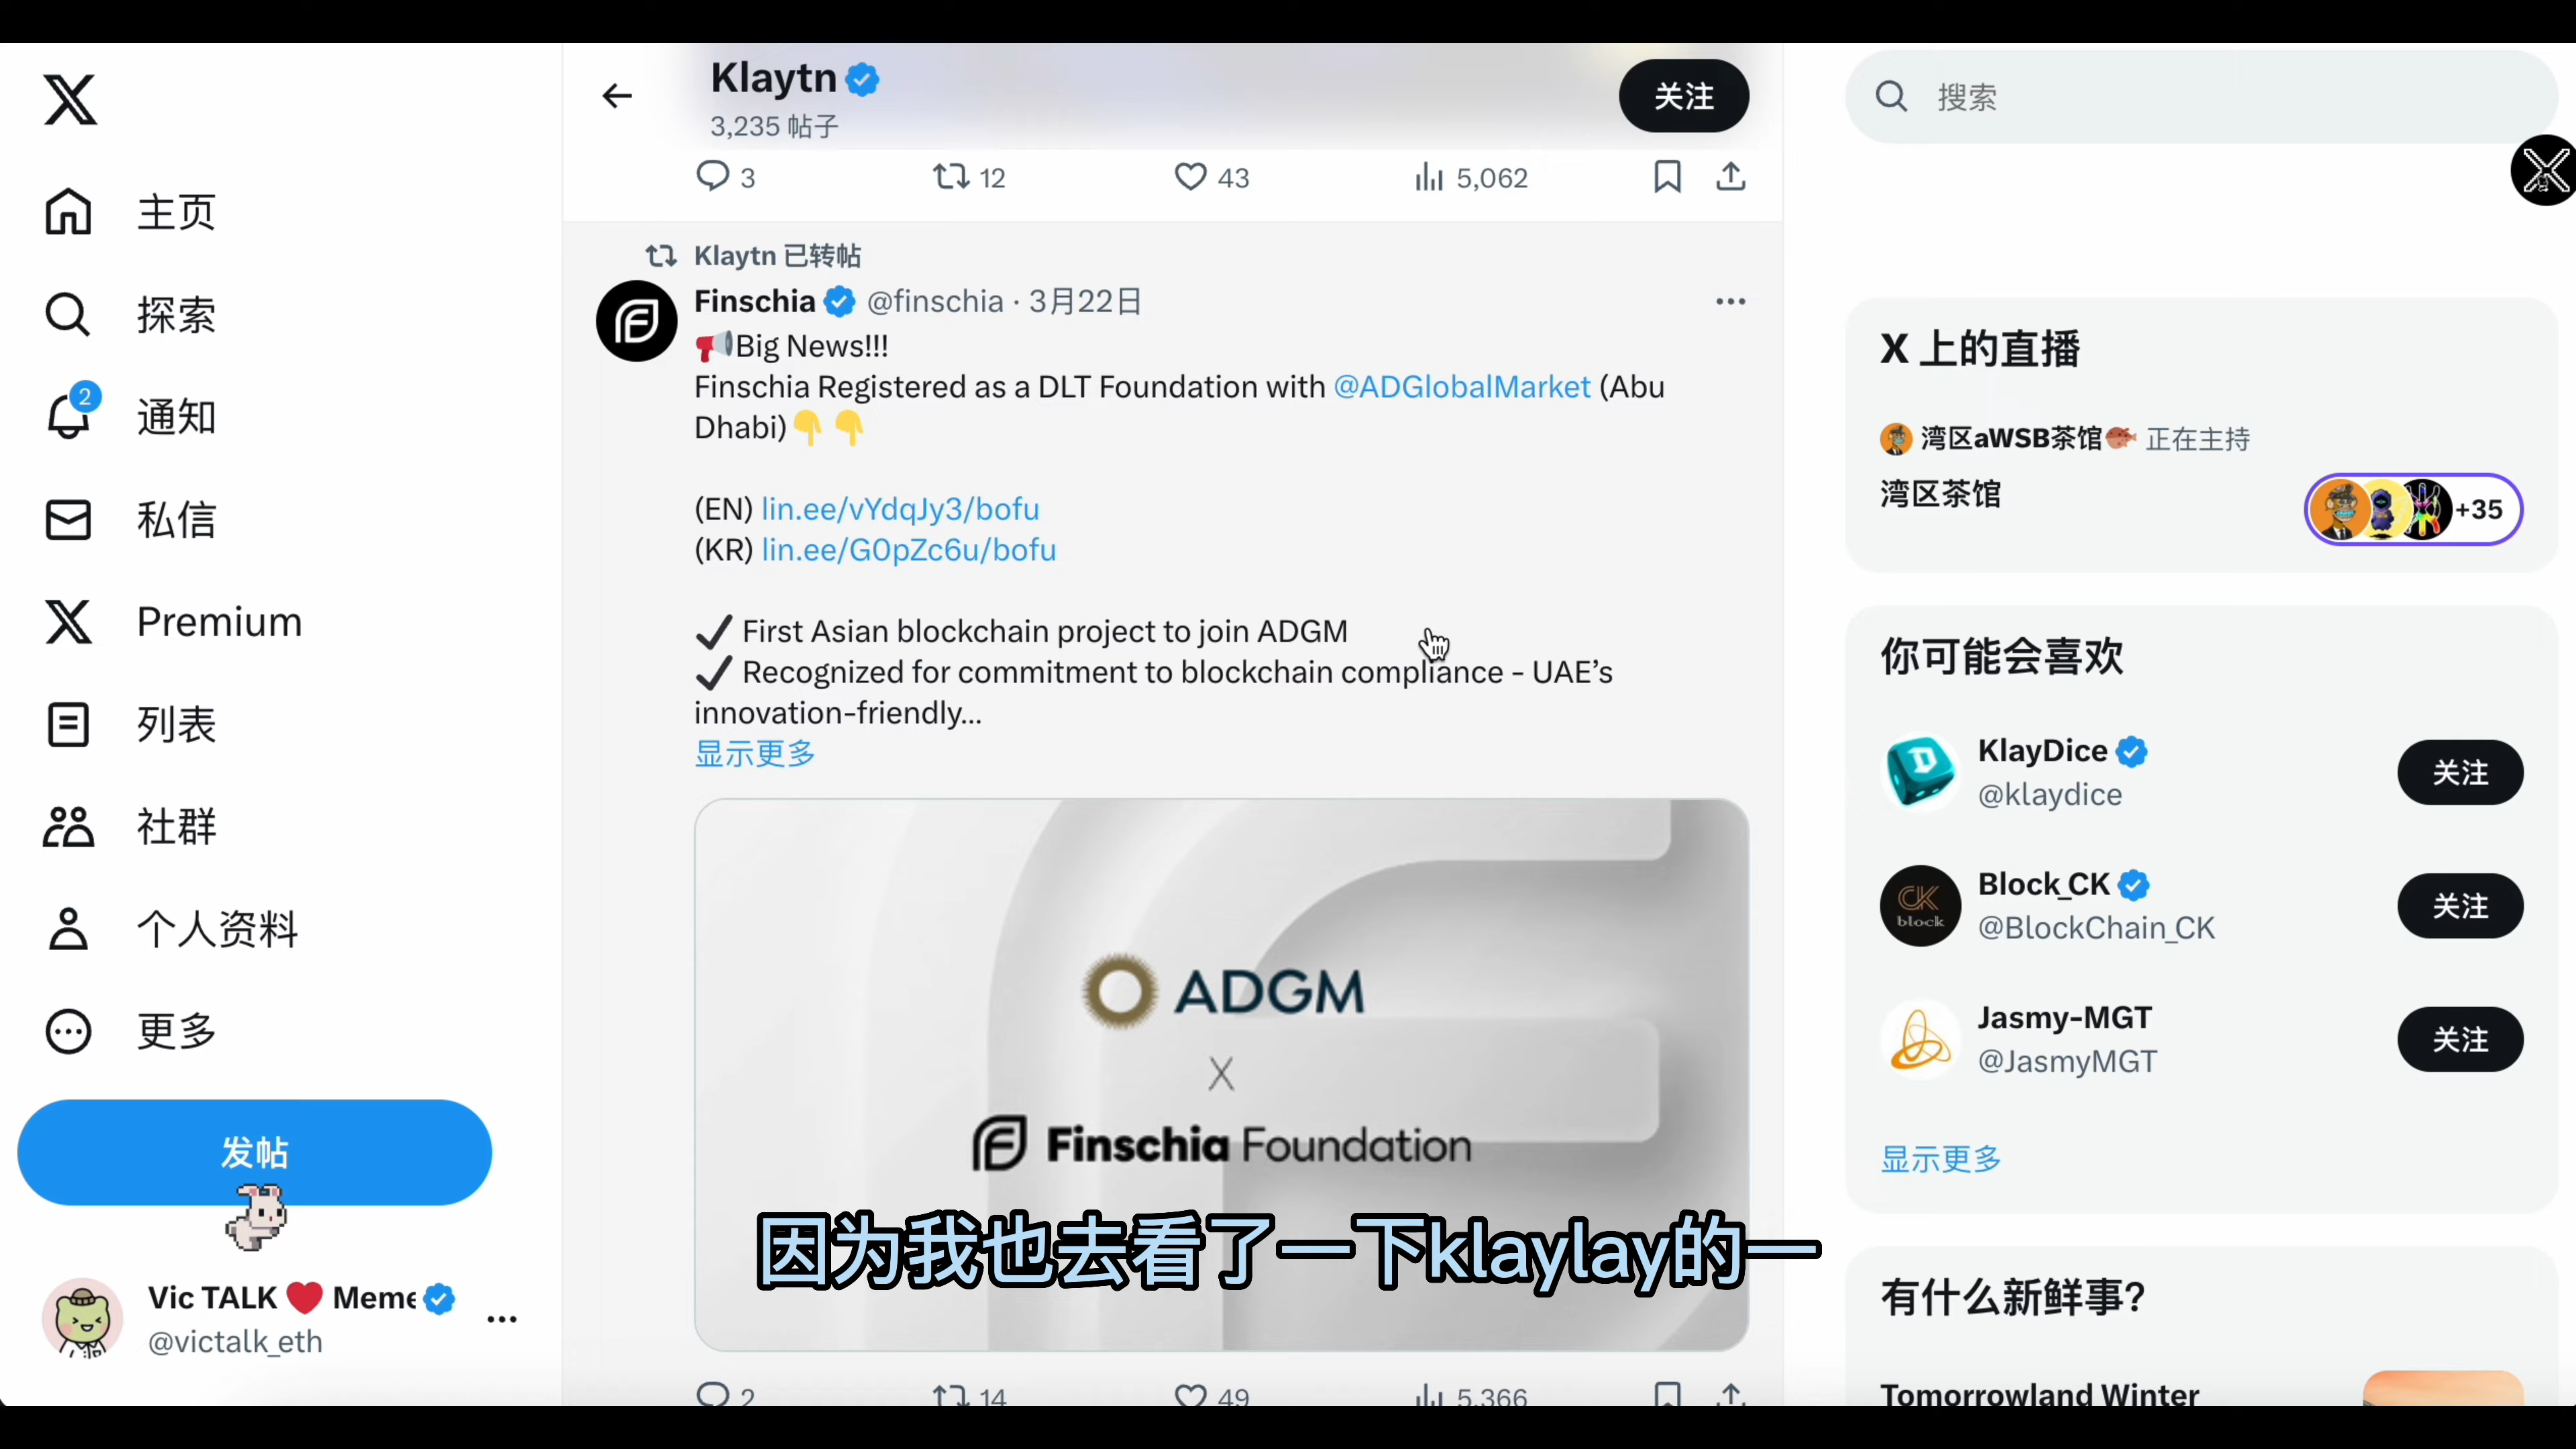 主页
探索
2
通知
私信
Premium
列表
社群
个人资料
更多
发帖
Vic TALK ❤️ Meme
@victalk_eth
Klaytn
3,235 帖子
关注
3
12
43
5,062
Klaytn 已转帖
Finschia @finschia · 3月22日
📢Big News!!!
Finschia Registered as a DLT Foundation with @ADGlobalMarket (Abu
Dhabi)👇👇
(EN) lin.ee/vYdqJy3/bofu
(KR) lin.ee/G0pZc6u/bofu
✔️ First Asian blockchain project to join ADGM
✔️ Recognized for commitment to blockchain compliance - UAE’s
innovation-friendly...
显示更多
ADGM
X
Finschia Foundation
因为我也去看了一下klaylay的一
2
14
49
5,366
搜索
X 上的直播
湾区aWSB茶馆🐡 正在主持
湾区茶馆
+35
你可能会喜欢
KlayDice
@klaydice
关注
CK
block
Block_CK
@BlockChain_CK
关注
Jasmy-MGT
@JasmyMGT
关注
显示更多
有什么新鲜事?
Tomorrowland Winter